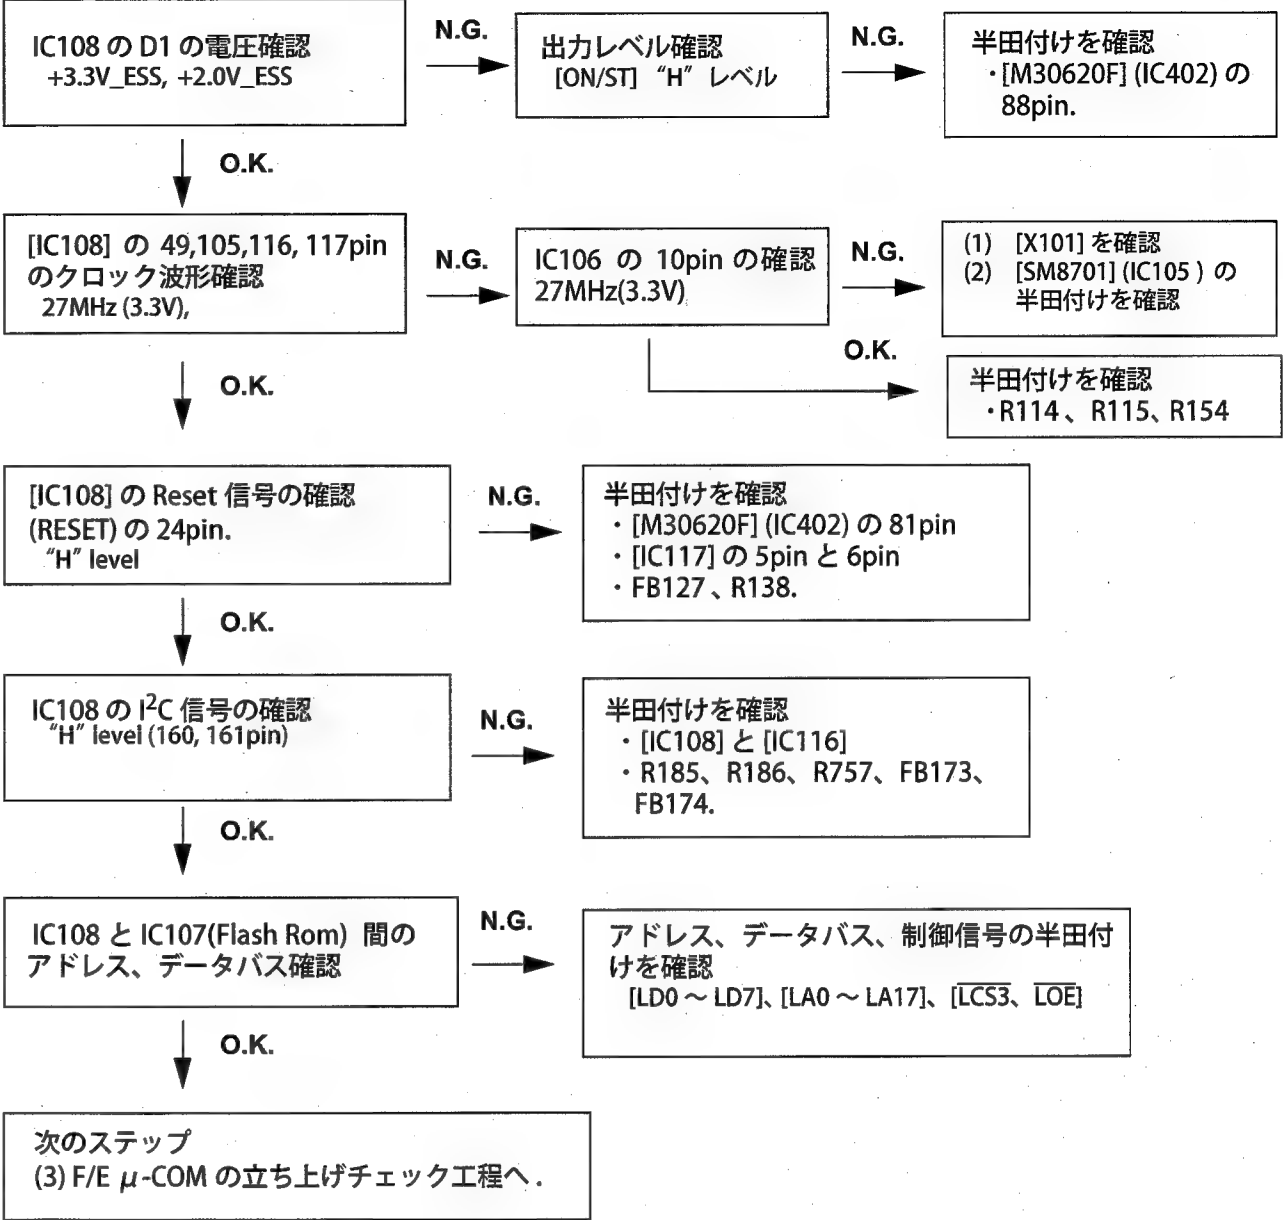 IC108 の D1 の電圧確認
+3.3V_ESS, +2.0V_ESS
N.G.
出力レベル確認
[ON/ST] “H” レベル
N.G.
半田付けを確認
・[M30620F] (IC402) の
88pin.
O.K.
[IC108] の 49,105,116, 117pin
のクロック波形確認
27MHz (3.3V),
N.G.
IC106 の 10pin の確認
27MHz(3.3V)
N.G.
(1) [X101] を確認
(2) [SM8701] (IC105 ) の
半田付けを確認
O.K.
半田付けを確認
・R114 、 R115、 R154
O.K.
[IC108] の Reset 信号の確認
(RESET) の 24pin.
“H” level
N.G.
半田付けを確認
・[M30620F] (IC402) の 81pin
・[IC117] の 5pin と 6pin
・FB127 、R138.
O.K.
IC108 の I²C 信号の確認
“H” level (160, 161pin)
N.G.
半田付けを確認
・[IC108] と [IC116]
・R185、R186、R757、FB173、
FB174.
O.K.
IC108 と IC107(Flash Rom) 間の
アドレス、データバス確認
N.G.
アドレス、データバス、制御信号の半田付
けを確認
[LD0 ～ LD7]、[LA0 ～ LA17]、[L̅C̅S̅3̅、L̅O̅E̅]
O.K.
次のステップ
(3) F/E μ-COM の立ち上げチェック工程へ .